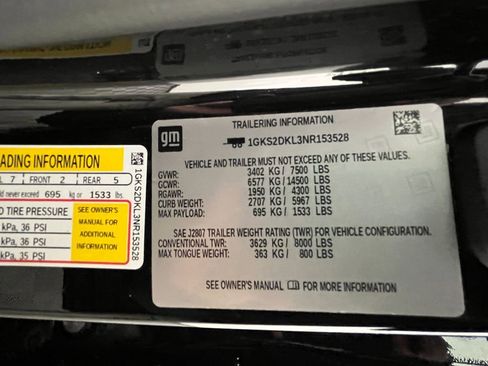 gm
TRAILERING INFORMATION
1GKS2DKL3NR153528
VEHICLE AND TRAILER MUST NOT EXCEED ANY OF THESE VALUES.
GVWR: 3402 KG / 7500 LBS
GCWR: 6577 KG / 14500 LBS
RGAWR: 1950 KG / 4300 LBS
CURB WEIGHT: 2707 KG / 5967 LBS
MAX PAYLOAD: 695 KG / 1533 LBS
SAE J2807 TRAILER WEIGHT RATING (TWR) FOR VEHICLE CONFIGURATION.
CONVENTIONAL TWR: 3629 KG / 8000 LBS
MAX TONGUE WEIGHT: 363 KG / 800 LBS
SEE OWNER'S MANUAL FOR MORE INFORMATION
LOADING INFORMATION
7 FRONT 2 REAR 5
never exceed 695 kg or 1533 lbs.
TIRE PRESSURE
kPa, 36 PSI
kPa, 36 PSI
kPa, 35 PSI
SEE OWNER'S
MANUAL FOR
ADDITIONAL
INFORMATION
1GKS2DKL3NR153528